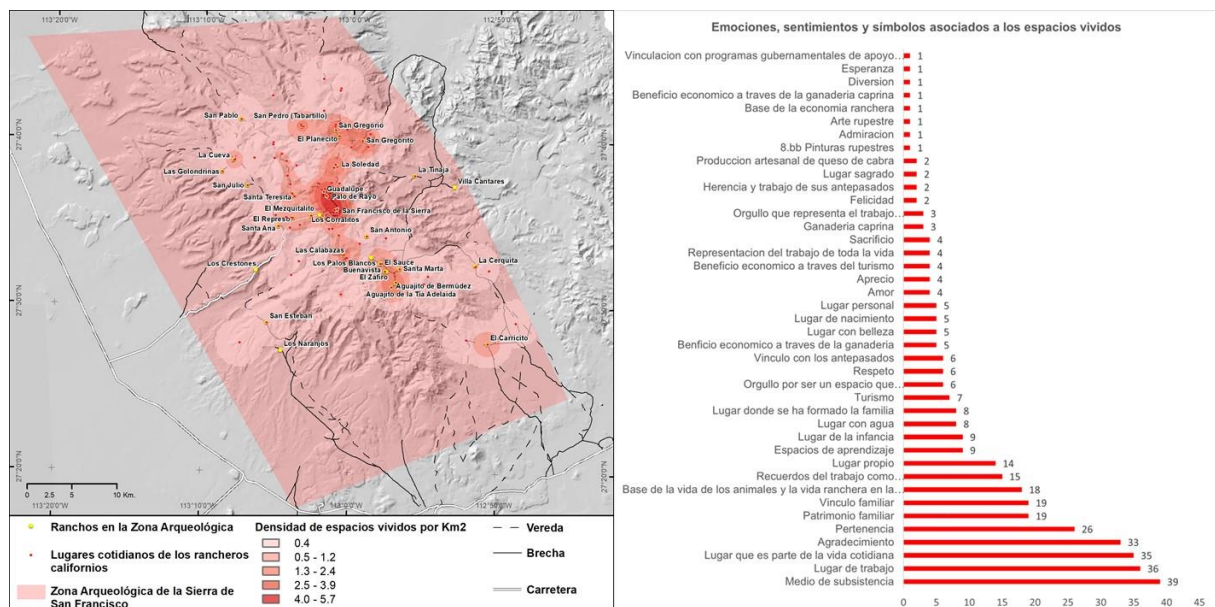 113°20'0"W
113°10'0"W
113°0'0"W
112°50'0"W
27°40'0"N
27°40'0"N
27°30'0"N
27°20'0"N
27°20'0"N
113°20'0"W
113°10'0"W
113°0'0"W
112°50'0"W
San Pablo
San Pedro (Tabartillo)
San Gregorio
El Planecito
San Gregorito
La Cueva
Las Golondrinas
La Soledad
La Tinaja
San Julio
Villa Cantares
Guadalupe
Santa Teresita
Palo de Rayo
El Mezquitalito
San Francisco de la Sierra
El Represo
Los Corralitos
Santa Ana
San Antonio
Las Calabazas
Los Crestones
Los Palos Blancos
El Sauce
La Cerquita
Buenavista
Santa Marta
El Zafiro
Aguajito de Bermúdez
Aguajito de la Tía Adelaida
San Esteban
Los Naranjos
El Carricito
0 2.5 5 10 Km.
Ranchos en la Zona Arqueológica
Lugares cotidianos de los rancheros
californios
Zona Arqueológica de la Sierra de
San Francisco
Densidad de espacios vividos por Km2
0.4
0.5 - 1.2
1.3 - 2.4
2.5 - 3.9
4.0 - 5.7
Vereda
Brecha
Carretera
Emociones, sentimientos y símbolos asociados a los espacios vividos
Vinculacion con programas gubernamentales de apoyo... 1
Esperanza 1
Diversion 1
Beneficio economico a traves de la ganaderia caprina 1
Base de la economia ranchera 1
Arte rupestre 1
Admiracion 1
8.bb Pinturas rupestres 1
Produccion artesanal de queso de cabra 2
Lugar sagrado 2
Herencia y trabajo de sus antepasados 2
Felicidad 2
Orgullo que representa el trabajo... 3
Ganaderia caprina 3
Sacrificio 4
Representacion del trabajo de toda la vida 4
Beneficio economico a traves del turismo 4
Aprecio 4
Amor 4
Lugar personal 5
Lugar de nacimiento 5
Lugar con belleza 5
Benficio economico a traves de la ganaderia 5
Vinculo con los antepasados 6
Respeto 6
Orgullo por ser un espacio que... 6
Turismo 7
Lugar donde se ha formado la familia 8
Lugar con agua 8
Lugar de la infancia 9
Espacios de aprendizaje 9
Lugar propio 14
Recuerdos del trabajo como... 15
Base de la vida de los animales y la vida ranchera en la... 18
Vinculo familiar 19
Patrimonio familiar 19
Pertenencia 26
Agradecimiento 33
Lugar que es parte de la vida cotidiana 35
Lugar de trabajo 36
Medio de subsistencia 39
0 5 10 15 20 25 30 35 40 45